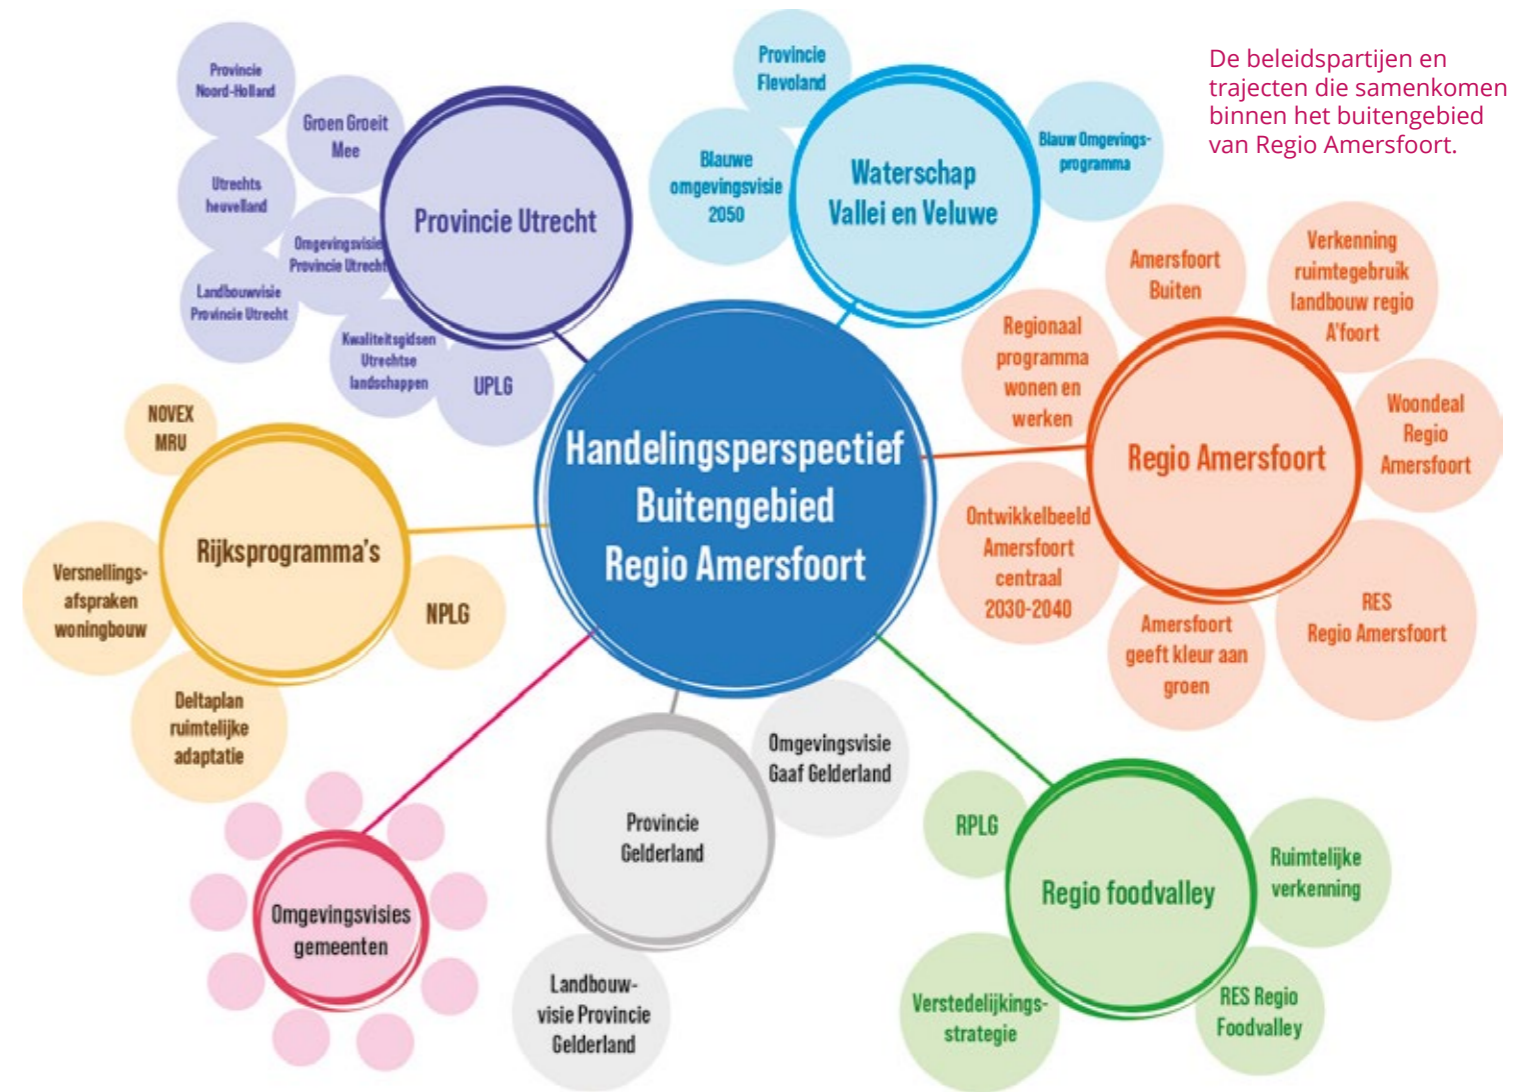 De beleidspartijen en
trajecten die samenkomen
binnen het buitengebied
van Regio Amersfoort.
Provincie
Noord-Holland
Groen Groeit
Mee
Utrechts
heuvelland
Omgevingsvisie
Provincie Utrecht
Landbouwvisie
Provincie Utrecht
Kwaliteitsgidsen
Utrechtse
landschappen
UPLG
Provincie Utrecht
Provincie
Flevoland
Blauwe
omgevingsvisie
2050
Waterschap
Vallei en Veluwe
Blauw Omgevings-
programma
Amersfoort
Buiten
Verkenning
ruimtegebruik
landbouw regio
A'foort
Regionaal
programma
wonen en
werken
Regio Amersfoort
Woondeal
Regio
Amersfoort
Ontwikkelbeeld
Amersfoort
centraal
2030-2040
Amersfoort
geeft kleur aan
groen
RES
Regio Amersfoort
Handelingsperspectief
Buitengebied
Regio Amersfoort
NOVEX
MRU
Rijksprogramma's
Versnellings-
afspraken
woningbouw
NPLG
Deltaplan
ruimtelijke
adaptatie
Omgevingsvisies
gemeenten
Omgevingsvisie
Gaaf Gelderland
Provincie
Gelderland
Landbouw-
visie Provincie
Gelderland
RPLG
Regio foodvalley
Ruimtelijke
verkenning
Verstedelijkings-
strategie
RES Regio
Foodvalley